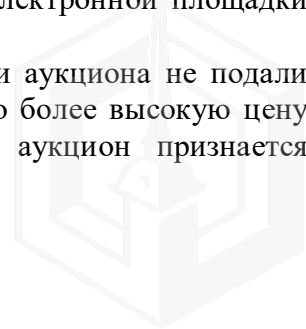 лектронной площадки
и аукциона не подали
о более высокую цену
аукцион признается